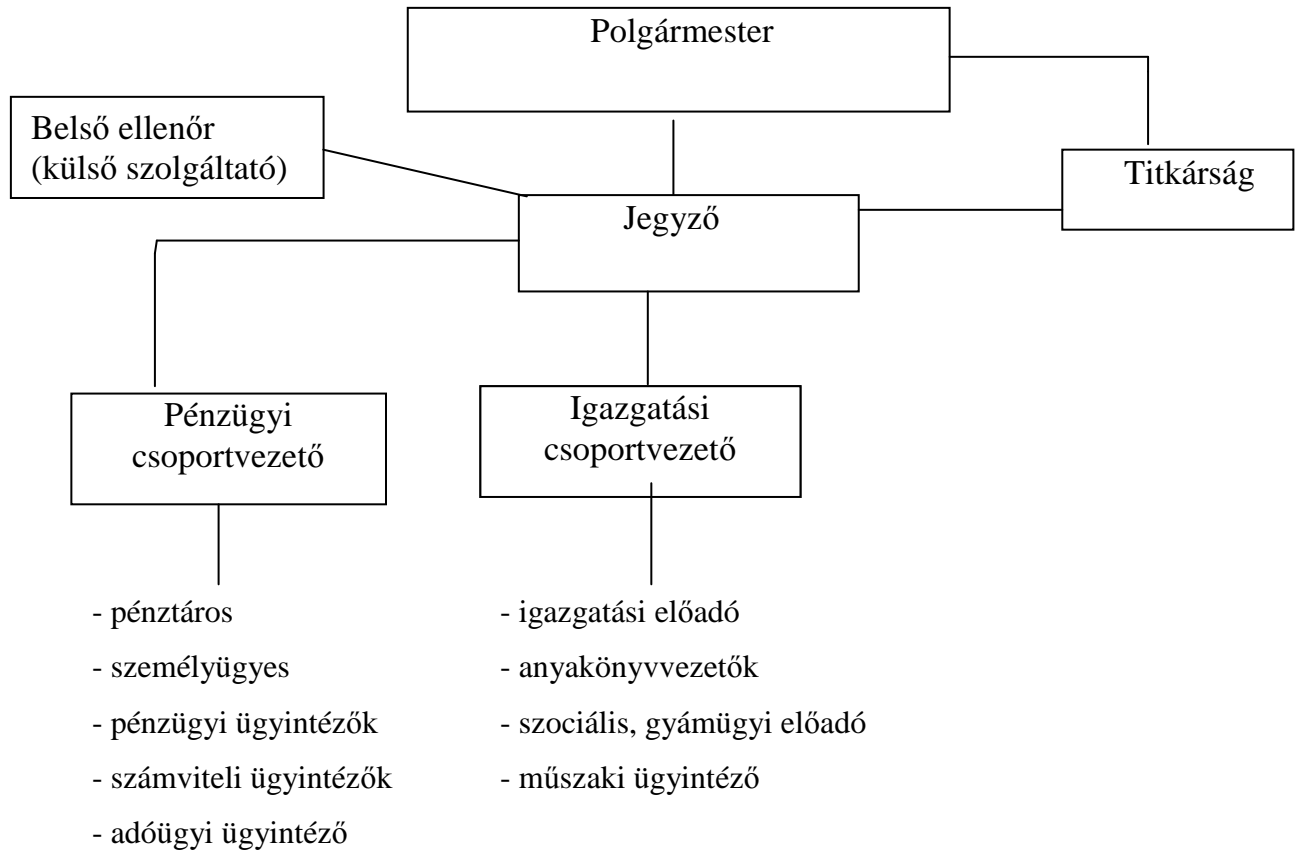 Polgármester
Belső ellenőr
(külső szolgáltató)
Titkárság
Jegyző
Pénzügyi
csoportvezető
Igazgatási
csoportvezető
- pénztáros
- személyügyes
- pénzügyi ügyintézők
- számviteli ügyintézők
- adóügyi ügyintéző
- igazgatási előadó
- anyakönyvvezetők
- szociális, gyámügyi előadó
- műszaki ügyintéző